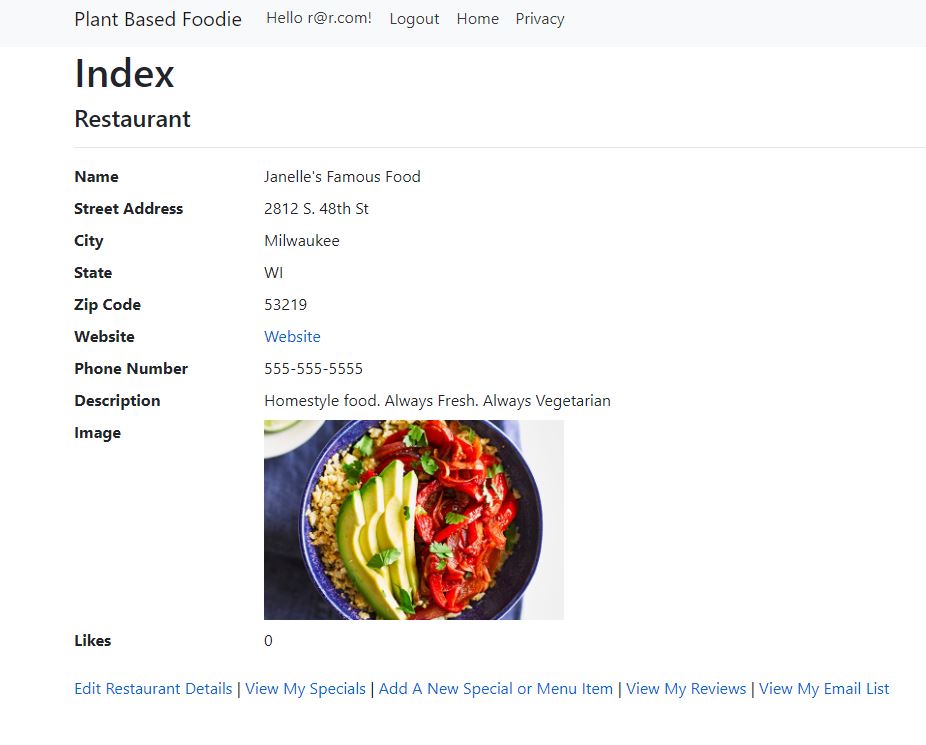 Plant Based Foodie Hello r@r.com! Logout Home Privacy
Index
Restaurant
Name Janelle's Famous Food
Street Address 2812 S. 48th St
City Milwaukee
State WI
Zip Code 53219
Website Website
Phone Number 555-555-5555
Description Homestyle food. Always Fresh. Always Vegetarian
Image
Likes 0
Edit Restaurant Details | View My Specials | Add A New Special or Menu Item | View My Reviews | View My Email List